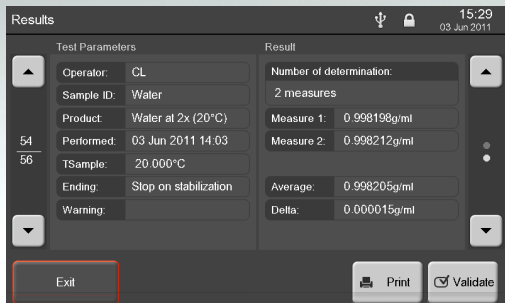 Results
15:29
03 Jun 2011
Test Parameters
Operator: CL
Sample ID: Water
Product: Water at 2x (20°C)
Performed: 03 Jun 2011 14:03
TSample: 20.000°C
Ending: Stop on stabilization
Warning:
54
56
Result
Number of determination:
2 measures
Measure 1: 0.998198g/ml
Measure 2: 0.998212g/ml
Average: 0.998205g/ml
Delta: 0.000015g/ml
Exit
Print
Validate